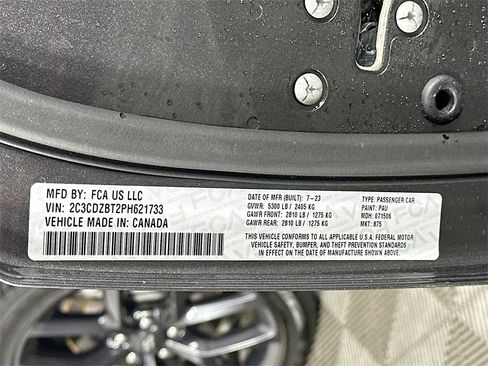 MFD BY: FCA US LLC
VIN: 2C3CDZBT2PH621733
VEHICLE MADE IN: CANADA
DATE OF MFR (BUILT): 7-23
GVWR: 5300 LB / 2405 KG
GAWR FRONT: 2810 LB / 1275 KG
GAWR REAR: 2810 LB / 1275 KG
TYPE: PASSENGER CAR
PAINT: PAU
MDH: 071506
MKT: 875
THIS VEHICLE CONFORMS TO ALL APPLICABLE U.S.A. FEDERAL MOTOR
VEHICLE SAFETY, BUMPER, AND THEFT PREVENTION STANDARDS
IN EFFECT ON THE DATE OF MANUFACTURE SHOWN ABOVE.